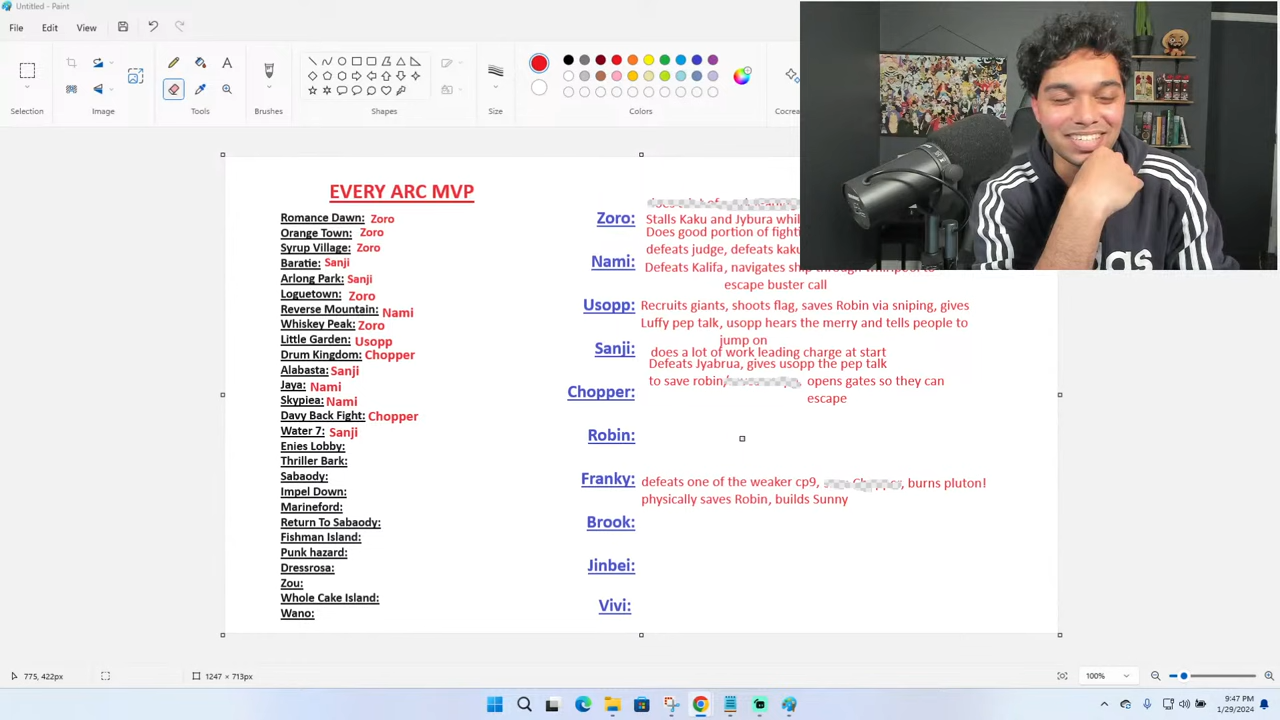 Untitled - Paint
File Edit View
Selection Image Tools Brushes Shapes Colors Cocrea
EVERY ARC MVP
Romance Dawn: Zoro
Orange Town: Zoro
Syrup Village: Zoro
Baratie: Sanji
Arlong Park: Sanji
Loguetown: Zoro
Reverse Mountain: Nami
Whiskey Peak: Zoro
Little Garden: Usopp
Drum Kingdom: Chopper
Alabasta: Sanji
Jaya: Nami
Skypiea: Nami
Davy Back Fight: Chopper
Water 7: Sanji
Enies Lobby:
Thriller Bark:
Sabaody:
Impel Down:
Marineford:
Return To Sabaody:
Fishman Island:
Punk hazard:
Dressrosa:
Zou:
Whole Cake Island:
Wano:
Zoro: Stalls Kaku and Jybura whil
Does good portion of fighti
defeats judge, defeats kaku
Nami: Defeats Kalifa, navigates ship through whirlpool to
escape buster call
Usopp: Recruits giants, shoots flag, saves Robin via sniping, gives
Luffy pep talk, usopp hears the merry and tells people to
jump on
Sanji: does a lot of work leading charge at start
Defeats Jyabrua, gives usopp the pep talk
to save robin, opens gates so they can
escape
Chopper:
Robin:
Franky: defeats one of the weaker cp9, , burns pluton!
physically saves Robin, builds Sunny
Brook:
Jinbei:
Vivi:
das
775, 422px 1247 × 713px 100%
9:47 PM
1/29/2024